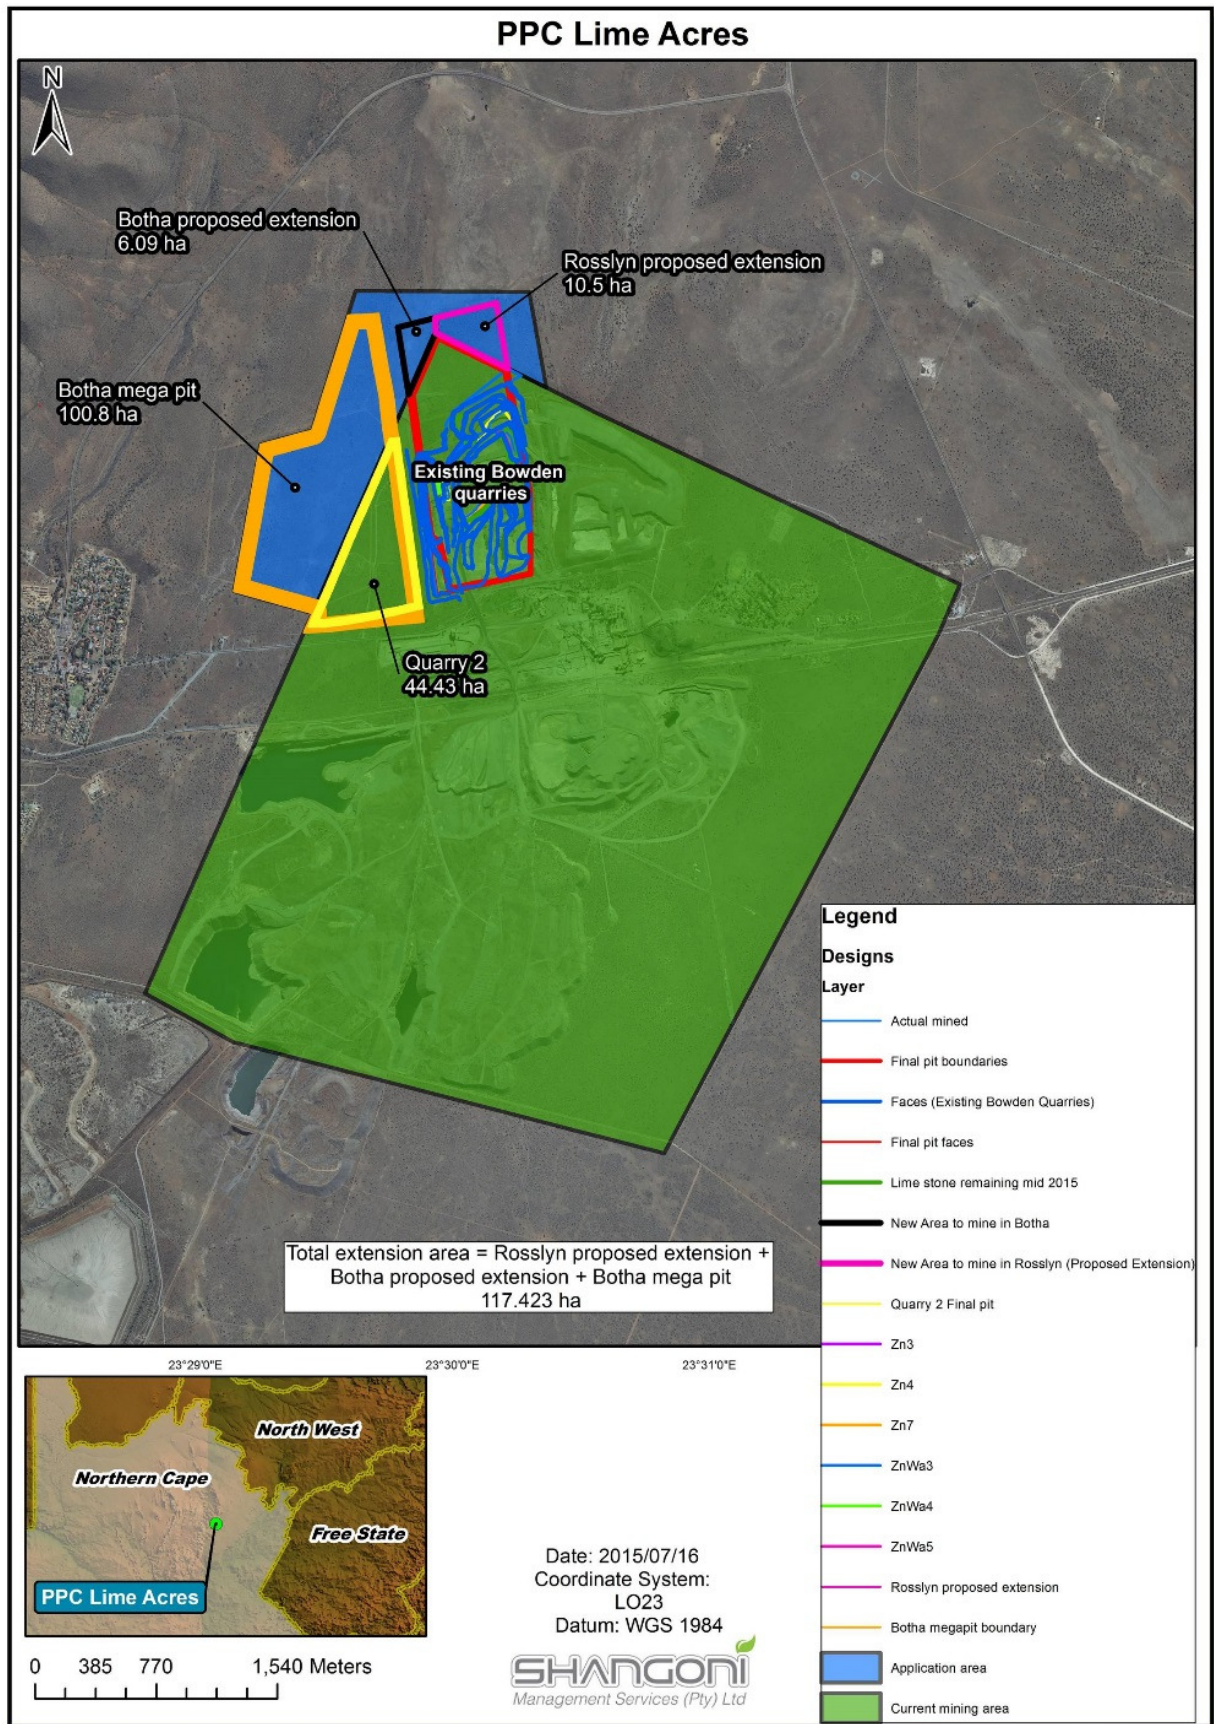 PPC Lime Acres
N
Botha proposed extension
6.09 ha
Rosslyn proposed extension
10.5 ha
Botha mega pit
100.8 ha
Existing Bowden
quarries
Quarry 2
44.43 ha
Legend
Designs
Layer
Actual mined
Final pit boundaries
Faces (Existing Bowden Quarries)
Final pit faces
Lime stone remaining mid 2015
New Area to mine in Botha
New Area to mine in Rosslyn (Proposed Extension)
Quarry 2 Final pit
Zn3
Zn4
Zn7
ZnWa3
ZnWa4
ZnWa5
Rosslyn proposed extension
Botha megapit boundary
Application area
Current mining area
Total extension area = Rosslyn proposed extension +
Botha proposed extension + Botha mega pit
117.423 ha
23°29'0"E 23°30'0"E 23°31'0"E
North West
Northern Cape
Free State
PPC Lime Acres
0 385 770 1,540 Meters
Date: 2015/07/16
Coordinate System:
LO23
Datum: WGS 1984
SHANGONI
Management Services (Pty) Ltd